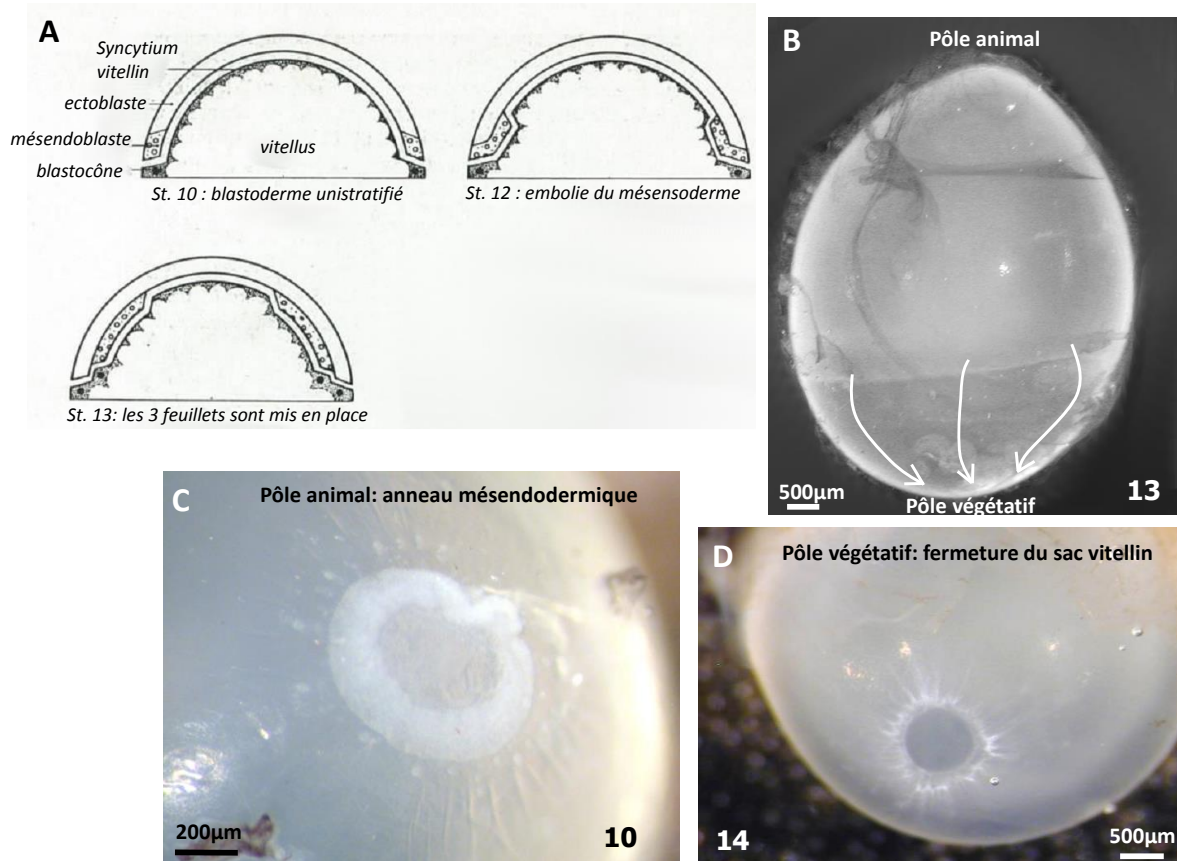 A
Syncytium
vitellin
ectoblaste
mésendoblaste
blastocône
vitellus
St. 10 : blastoderme unistratifié
St. 12 : embolie du mésensoderme
St. 13: les 3 feuillets sont mis en place
B
Pôle animal
500µm
Pôle végétatif
13
C
Pôle animal: anneau mésendodermique
200µm
10
D
Pôle végétatif: fermeture du sac vitellin
14
500µm